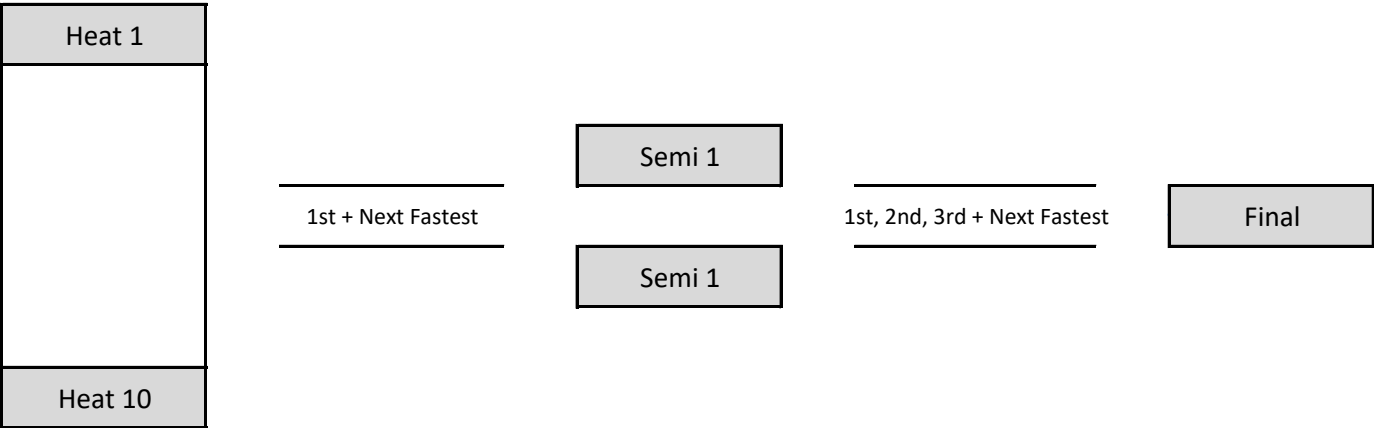 Heat 1
Heat 10
1st + Next Fastest
Semi 1
Semi 1
1st, 2nd, 3rd + Next Fastest
Final